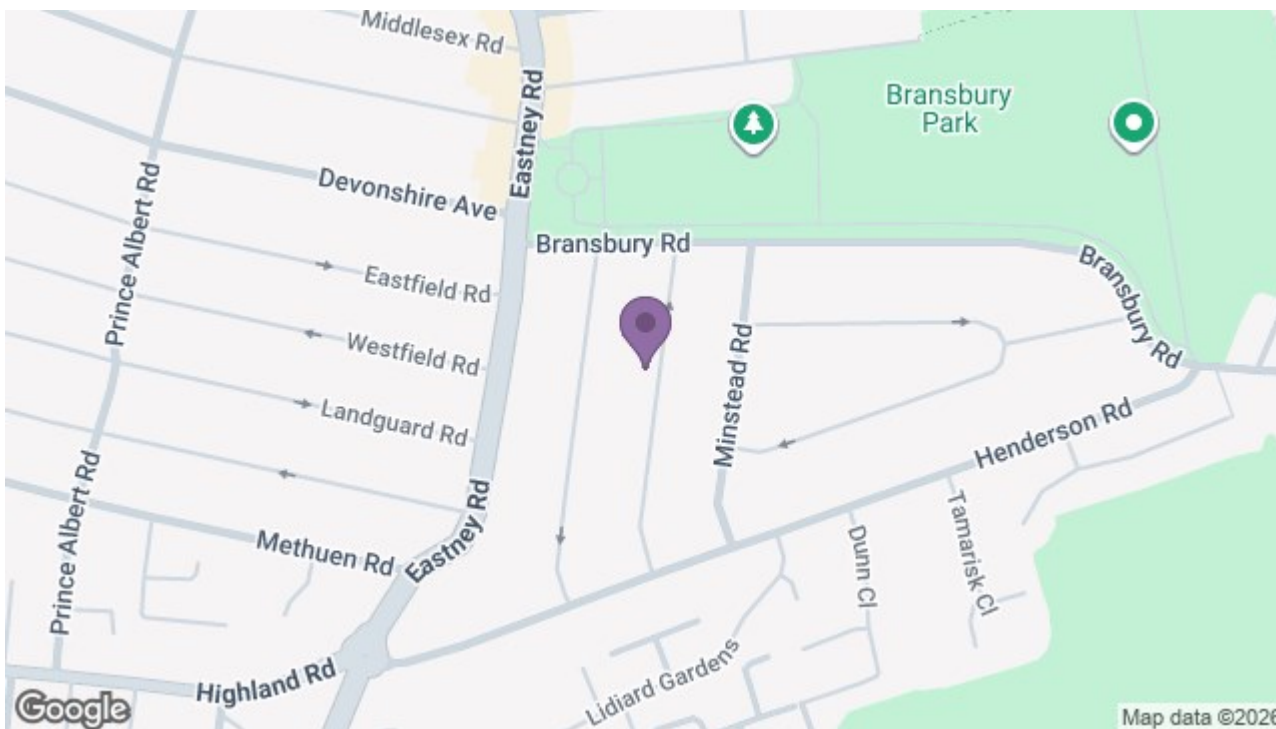 Middlesex Rd
Eastney Rd
Bransbury
Park
Devonshire Ave
Prince Albert Rd
Bransbury Rd
Bransbury Rd
Eastfield Rd
Westfield Rd
Minstead Rd
Landguard Rd
Henderson Rd
Prince Albert Rd
Eastney Rd
Methuen Rd
Dunn Cl
Tamarisk Cl
Highland Rd
Lidiard Gardens
Google
Map data ©2026